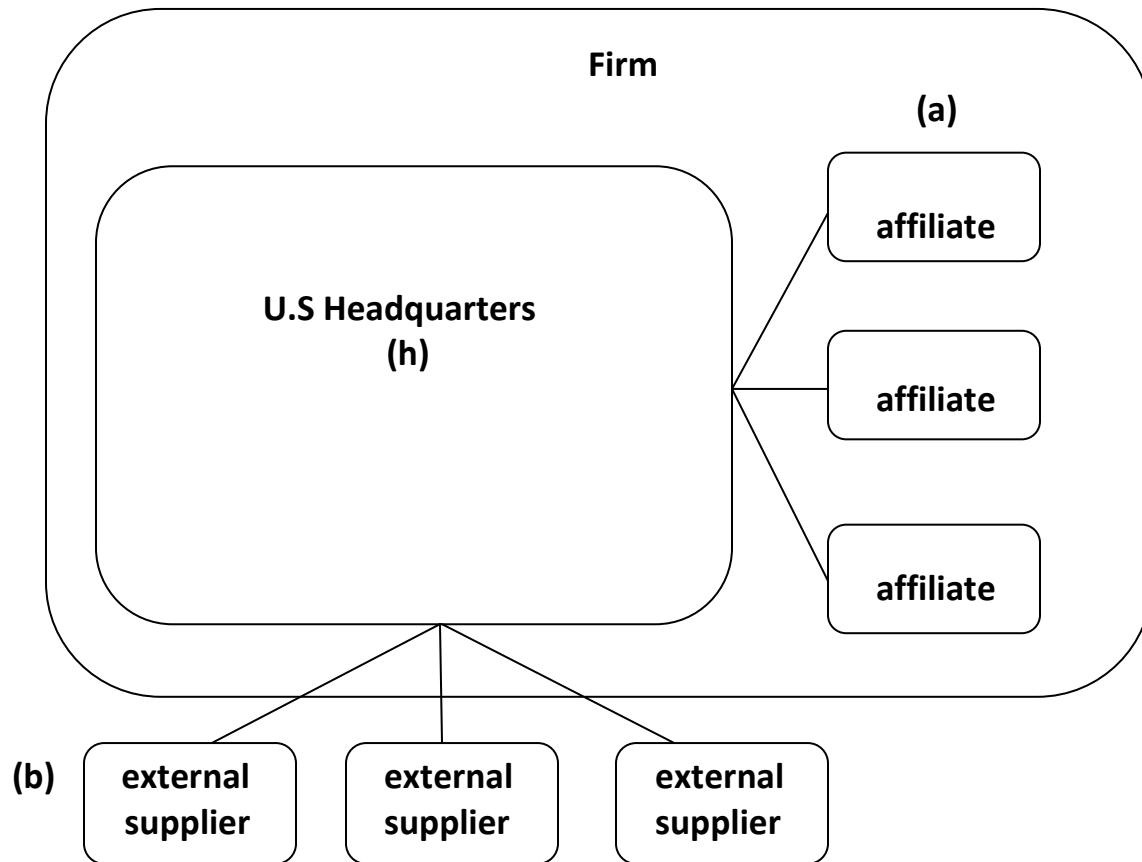 Firm
(a)
affiliate
U.S Headquarters
(h)
affiliate
affiliate
(b)
external
supplier
external
supplier
external
supplier